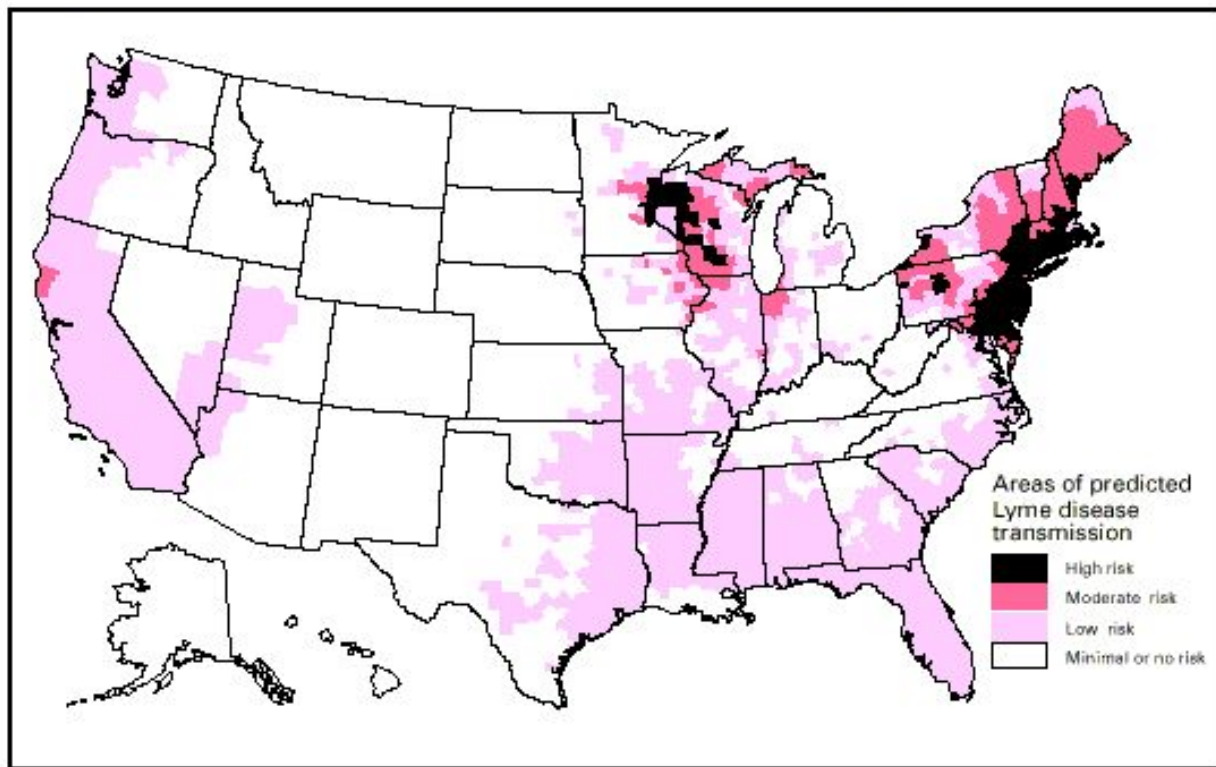 Areas of predicted
Lyme disease
transmission
High risk
Moderate risk
Low risk
Minimal or no risk